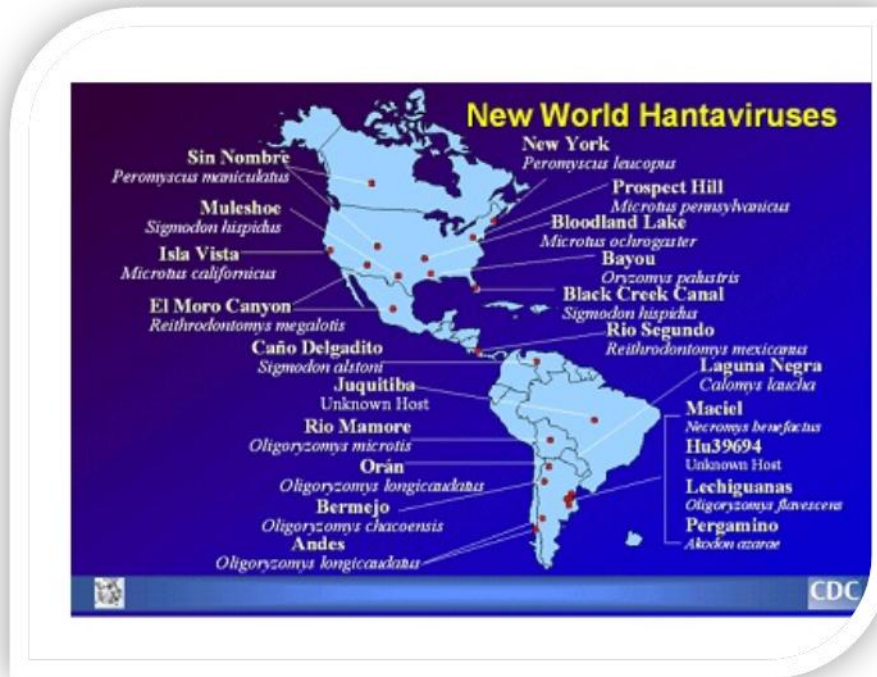 New World Hantaviruses
Sin Nombre
Peromyscus maniculatus
Muleshoe
Sigmodon hispidus
Isla Vista
Microtus californicus
El Moro Canyon
Reithrodontomys megalotis
Caño Delgadito
Sigmodon alstoni
Juquitiba
Unknown Host
Rio Mamore
Oligoryzomys microtis
Orán
Oligoryzomys longicaudatus
Bermejo
Oligoryzomys chacoensis
Andes
Oligoryzomys longicaudatus
New York
Peromyscus leucopus
Prospect Hill
Microtus pennsylvanicus
Bloodland Lake
Microtus ochrogaster
Bayou
Oryzomys palustris
Black Creek Canal
Sigmodon hispidus
Rio Segundo
Reithrodontomys mexicanus
Laguna Negra
Calomys laucha
Maciel
Necromys benefactus
Hu39694
Unknown Host
Lechiguanas
Oligoryzomys flavescens
Pergamino
Akodon azarae
CDC